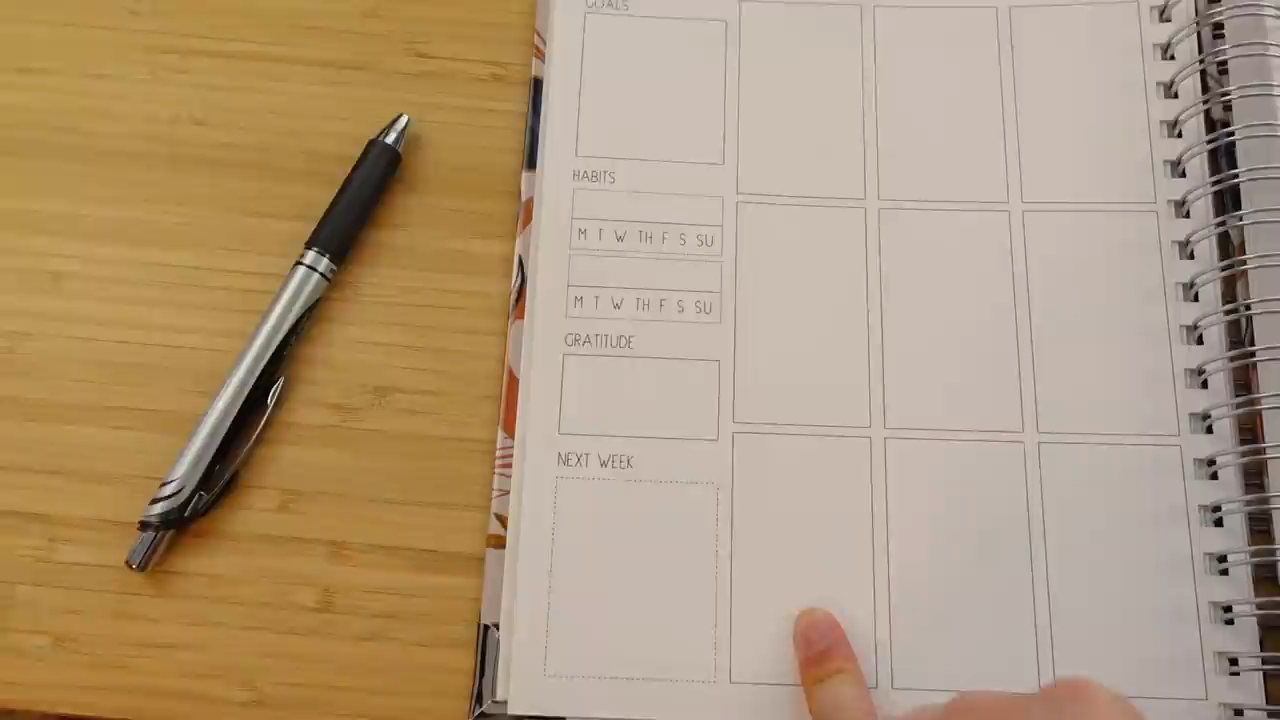 GOALS
HABITS
M T W TH F S SU
M T W TH F S SU
GRATITUDE
NEXT WEEK